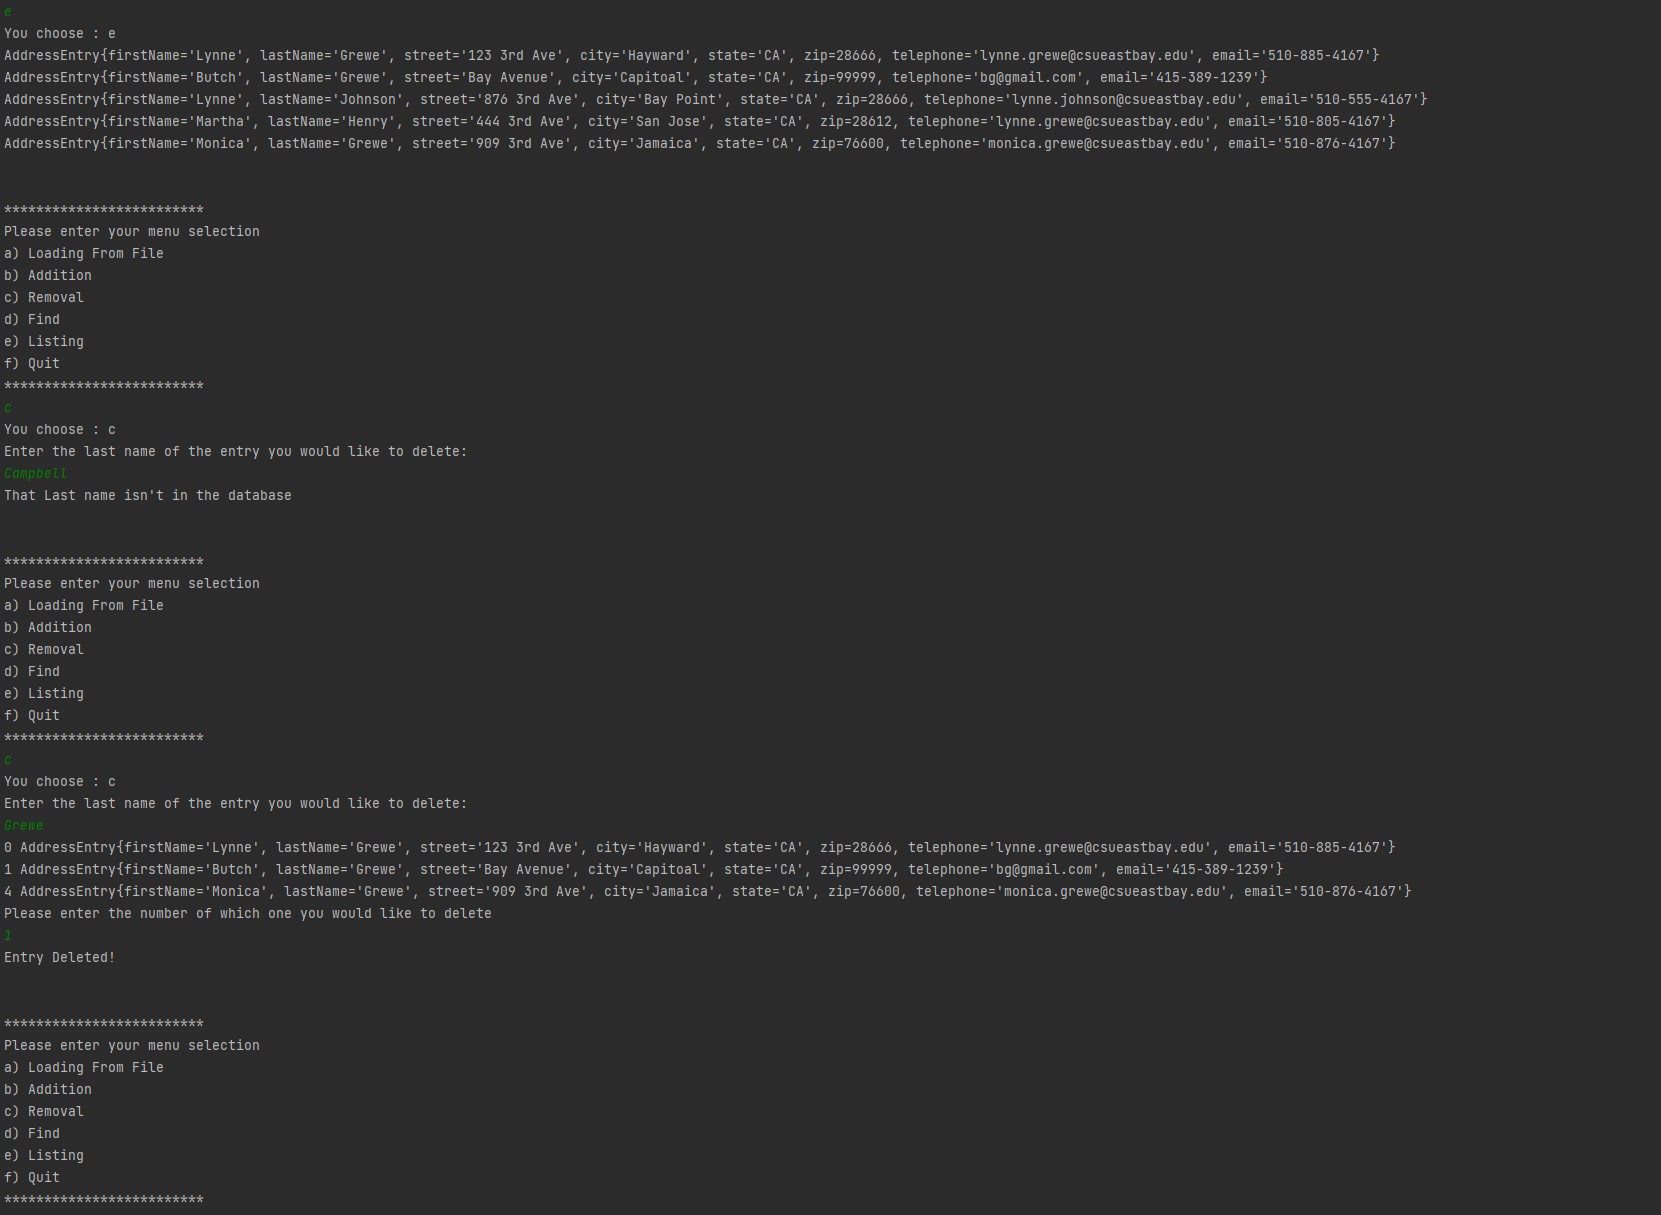 e
You choose : e
AddressEntry{firstName='Lynne', lastName='Grewe', street='123 3rd Ave', city='Hayward', state='CA', zip=28666, telephone='lynne.grewe@csueastbay.edu', email='510-885-4167'}
AddressEntry{firstName='Butch', lastName='Grewe', street='Bay Avenue', city='Capitoal', state='CA', zip=99999, telephone='bg@gmail.com', email='415-389-1239'}
AddressEntry{firstName='Lynne', lastName='Johnson', street='876 3rd Ave', city='Bay Point', state='CA', zip=28666, telephone='lynne.johnson@csueastbay.edu', email='510-555-4167'}
AddressEntry{firstName='Martha', lastName='Henry', street='444 3rd Ave', city='San Jose', state='CA', zip=28612, telephone='lynne.grewe@csueastbay.edu', email='510-805-4167'}
AddressEntry{firstName='Monica', lastName='Grewe', street='909 3rd Ave', city='Jamaica', state='CA', zip=76600, telephone='monica.grewe@csueastbay.edu', email='510-876-4167'}
*************************
Please enter your menu selection
a) Loading From File
b) Addition
c) Removal
d) Find
e) Listing
f) Quit
*************************
c
You choose : c
Enter the last name of the entry you would like to delete:
Campbell
That Last name isn't in the database
*************************
Please enter your menu selection
a) Loading From File
b) Addition
c) Removal
d) Find
e) Listing
f) Quit
*************************
c
You choose : c
Enter the last name of the entry you would like to delete:
Grewe
0 AddressEntry{firstName='Lynne', lastName='Grewe', street='123 3rd Ave', city='Hayward', state='CA', zip=28666, telephone='lynne.grewe@csueastbay.edu', email='510-885-4167'}
1 AddressEntry{firstName='Butch', lastName='Grewe', street='Bay Avenue', city='Capitoal', state='CA', zip=99999, telephone='bg@gmail.com', email='415-389-1239'}
4 AddressEntry{firstName='Monica', lastName='Grewe', street='909 3rd Ave', city='Jamaica', state='CA', zip=76600, telephone='monica.grewe@csueastbay.edu', email='510-876-4167'}
Please enter the number of which one you would like to delete
1
Entry Deleted!
*************************
Please enter your menu selection
a) Loading From File
b) Addition
c) Removal
d) Find
e) Listing
f) Quit
*************************